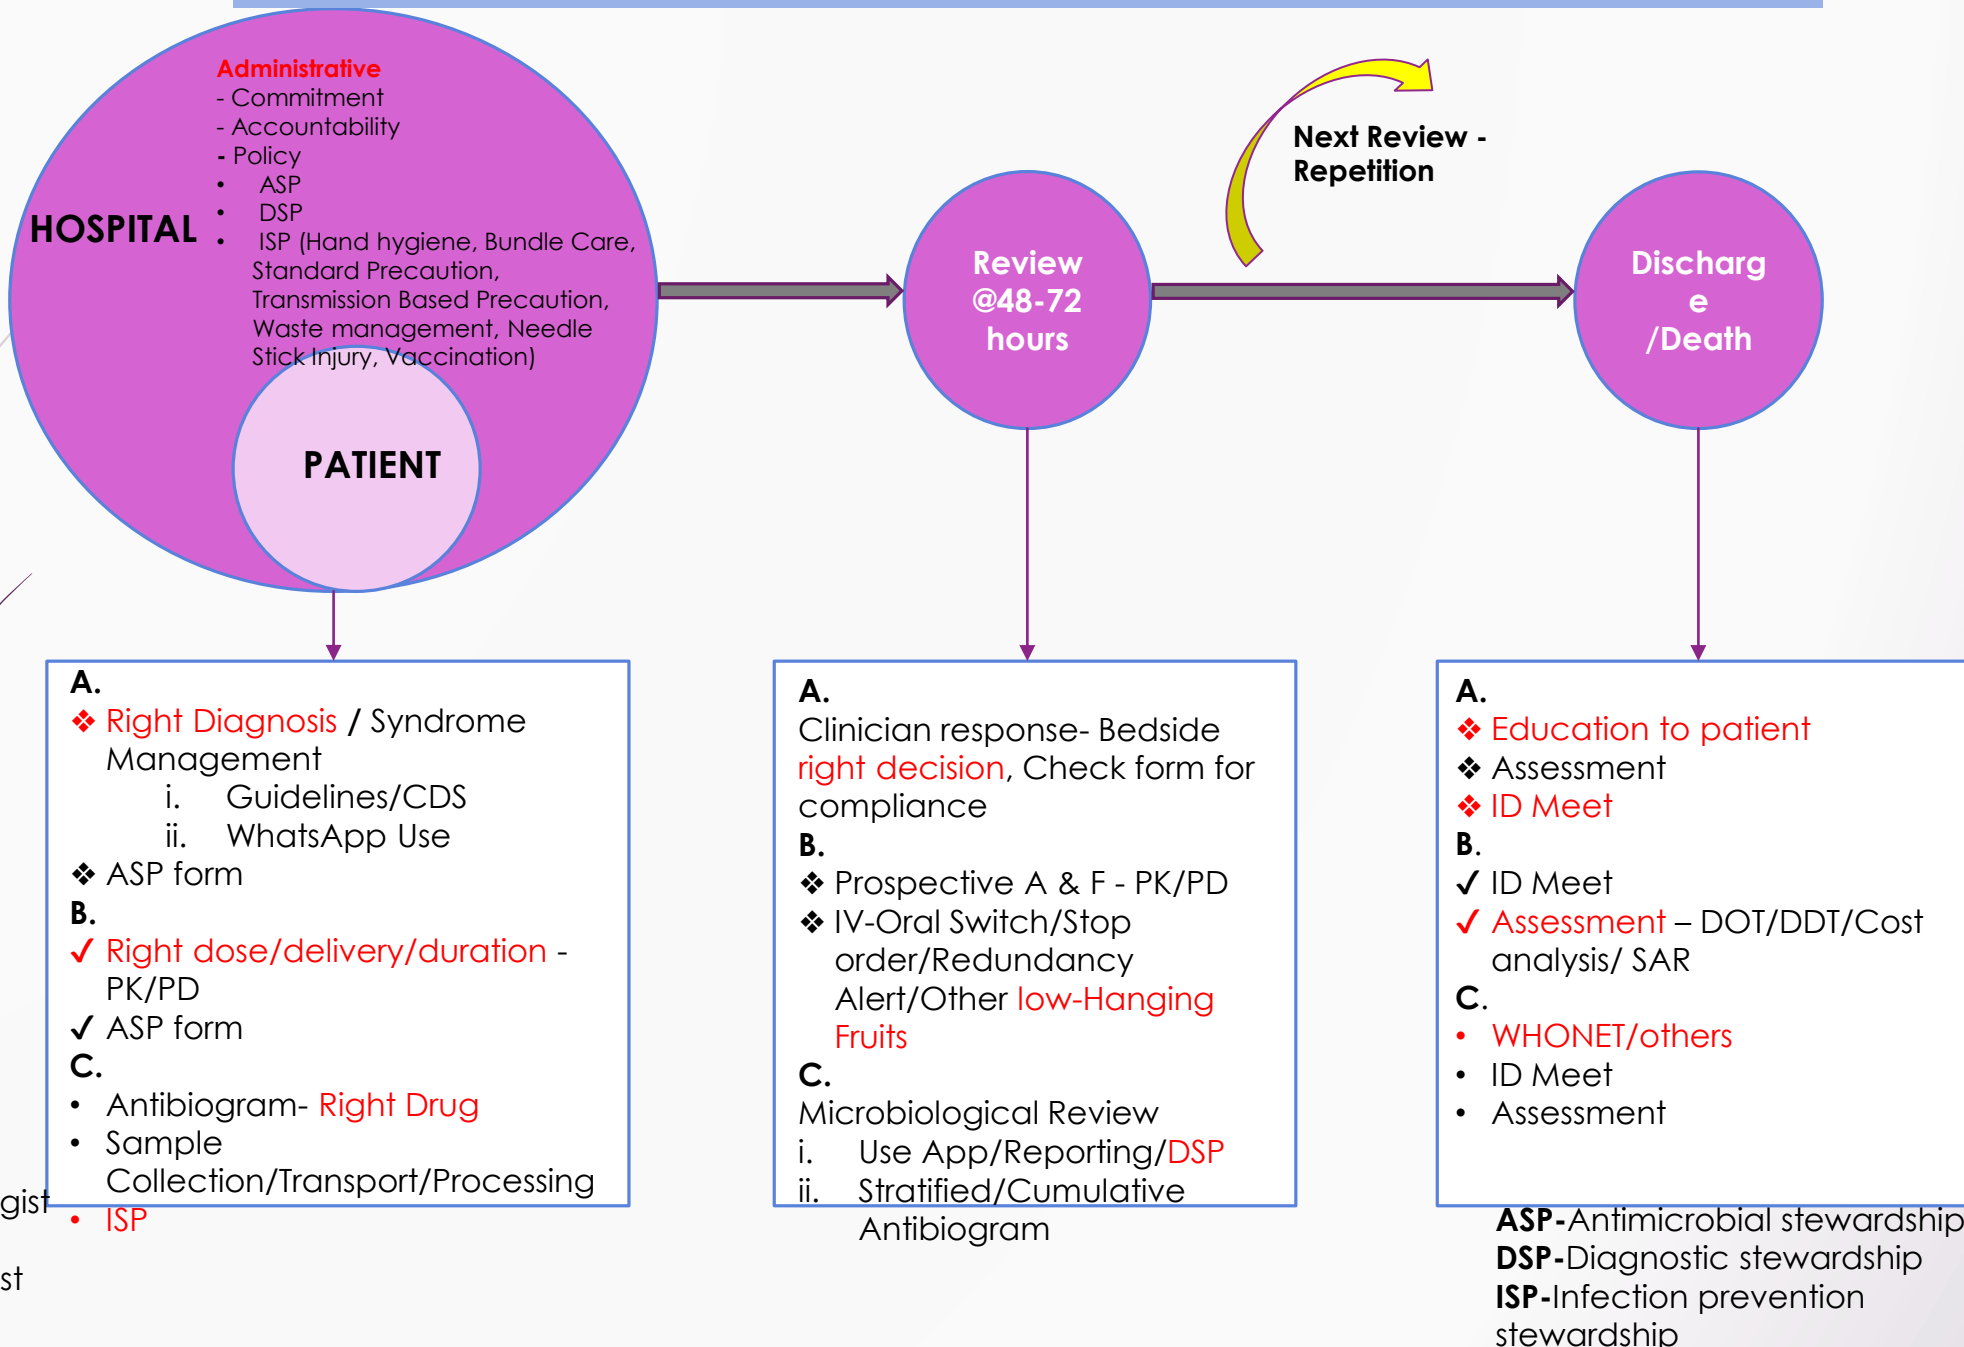 Administrative
- Commitment
- Accountability
- Policy
• ASP
• DSP
• ISP (Hand hygiene, Bundle Care,
Standard Precaution,
Transmission Based Precaution,
Waste management, Needle
Stick Injury, Vaccination)
HOSPITAL
PATIENT
Review
@48-72
hours
Next Review -
Repetition
Discharg
e
/Death
A.
❖ Right Diagnosis / Syndrome
Management
i. Guidelines/CDS
ii. WhatsApp Use
❖ ASP form
B.
✓ Right dose/delivery/duration -
PK/PD
✓ ASP form
C.
• Antibiogram- Right Drug
• Sample
Collection/Transport/Processing
• ISP
gist
st
A.
Clinician response- Bedside
right decision, Check form for
compliance
B.
❖ Prospective A & F - PK/PD
❖ IV-Oral Switch/Stop
order/Redundancy
Alert/Other low-Hanging
Fruits
C.
Microbiological Review
i. Use App/Reporting/DSP
ii. Stratified/Cumulative
Antibiogram
A.
❖ Education to patient
❖ Assessment
❖ ID Meet
B.
✓ ID Meet
✓ Assessment – DOT/DDT/Cost
analysis/ SAR
C.
• WHONET/others
• ID Meet
• Assessment
ASP-Antimicrobial stewardship
DSP-Diagnostic stewardship
ISP-Infection prevention
stewardship